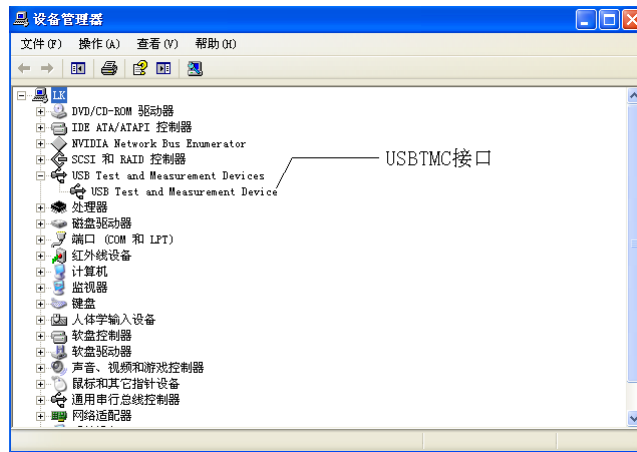 设备管理器
文件(F) 操作(A) 查看(V) 帮助(H)
LK
DVD/CD-ROM 驱动器
IDE ATA/ATAPI 控制器
NVIDIA Network Bus Enumerator
SCSI 和 RAID 控制器
USB Test and Measurement Devices
USBTMC接口
USB Test and Measurement Device
处理器
磁盘驱动器
端口 (COM 和 LPT)
红外线设备
计算机
监视器
键盘
人体学输入设备
软盘控制器
软盘驱动器
声音、视频和游戏控制器
鼠标和其它指针设备
通用串行总线控制器
网络适配器